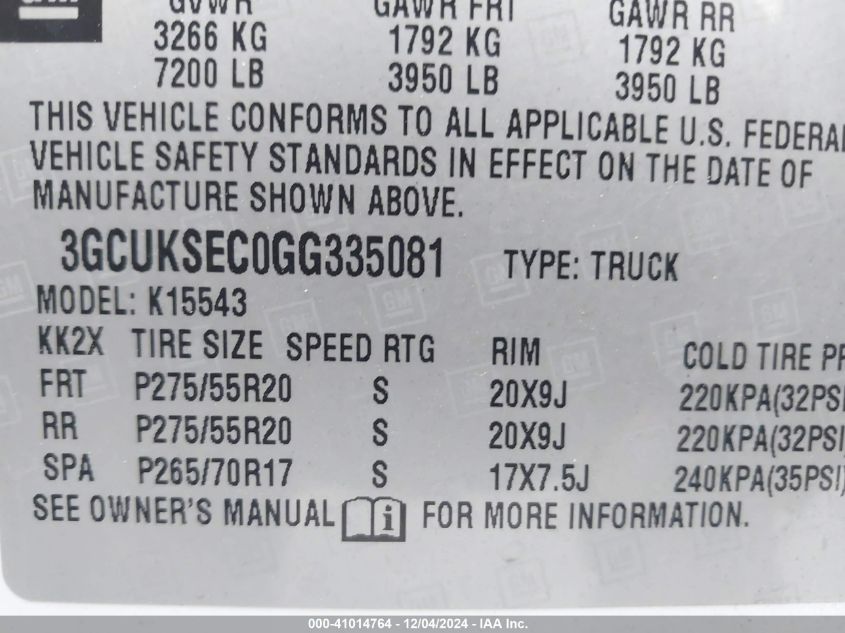 GVWR GAWR FRT GAWR RR
3266 KG 1792 KG 1792 KG
7200 LB 3950 LB 3950 LB
THIS VEHICLE CONFORMS TO ALL APPLICABLE U.S. FEDERAL
VEHICLE SAFETY STANDARDS IN EFFECT ON THE DATE OF
MANUFACTURE SHOWN ABOVE.
3GCUKSEC0GG335081 TYPE: TRUCK
MODEL: K15543
KK2X TIRE SIZE SPEED RTG RIM COLD TIRE PR
FRT P275/55R20 S 20X9J 220KPA(32PSI)
RR P275/55R20 S 20X9J 220KPA(32PSI)
SPA P265/70R17 S 17X7.5J 240KPA(35PSI)
SEE OWNER'S MANUAL i FOR MORE INFORMATION.
000-41014764 - 12/04/2024 - IAA Inc.